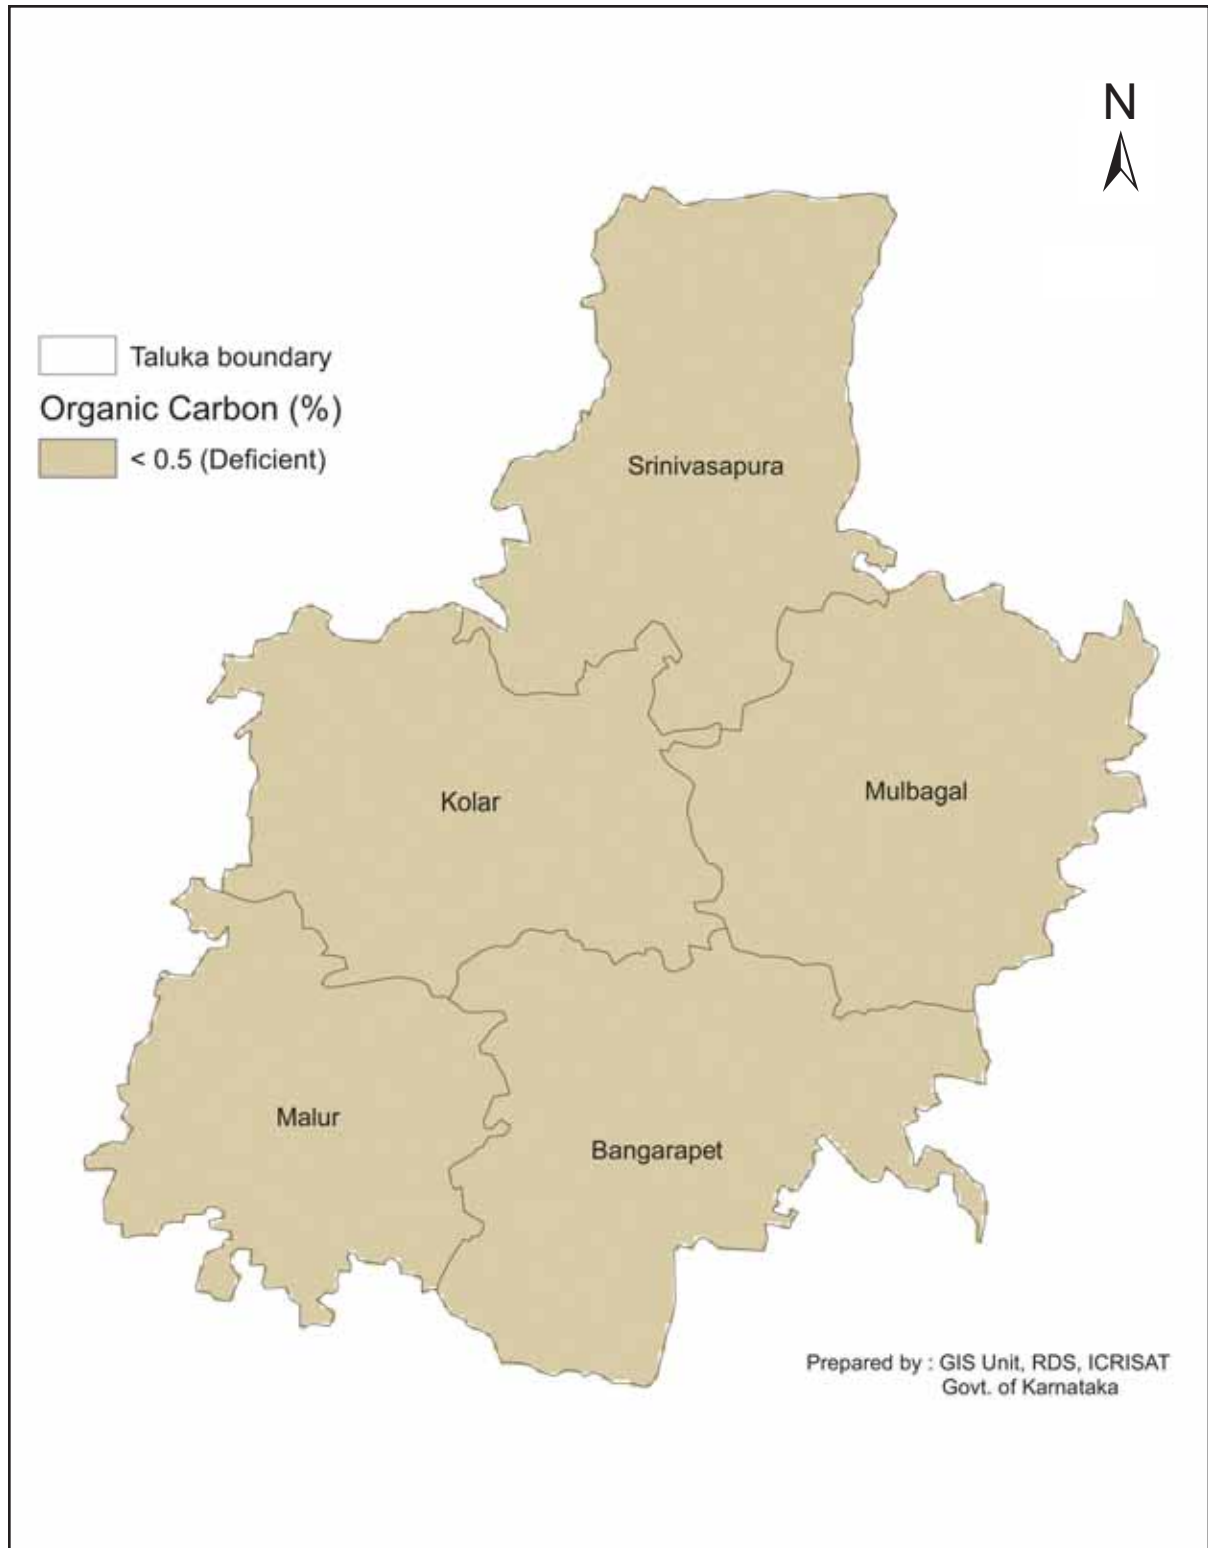 N
Taluka boundary
Organic Carbon (%)
< 0.5 (Deficient)
Srinivasapura
Kolar
Mulbagal
Malur
Bangarapet
Prepared by : GIS Unit, RDS, ICRISAT
Govt. of Karnataka